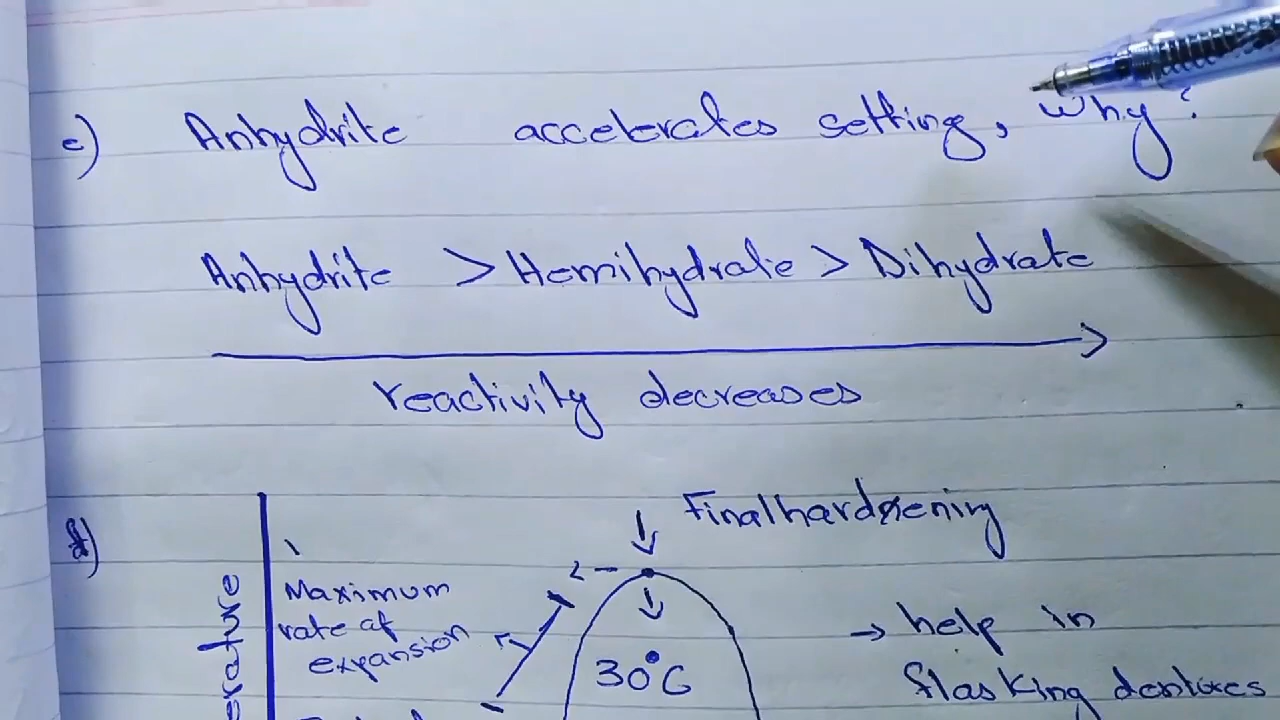 e) Anhydrite accelerates setting, why?
Anhydrite > Hemihydrate > Dihydrate
reactivity decreases
f)
Final hardening
2 -
Maximum
rate of
expansion
30°C
→ help in
flasking dentures